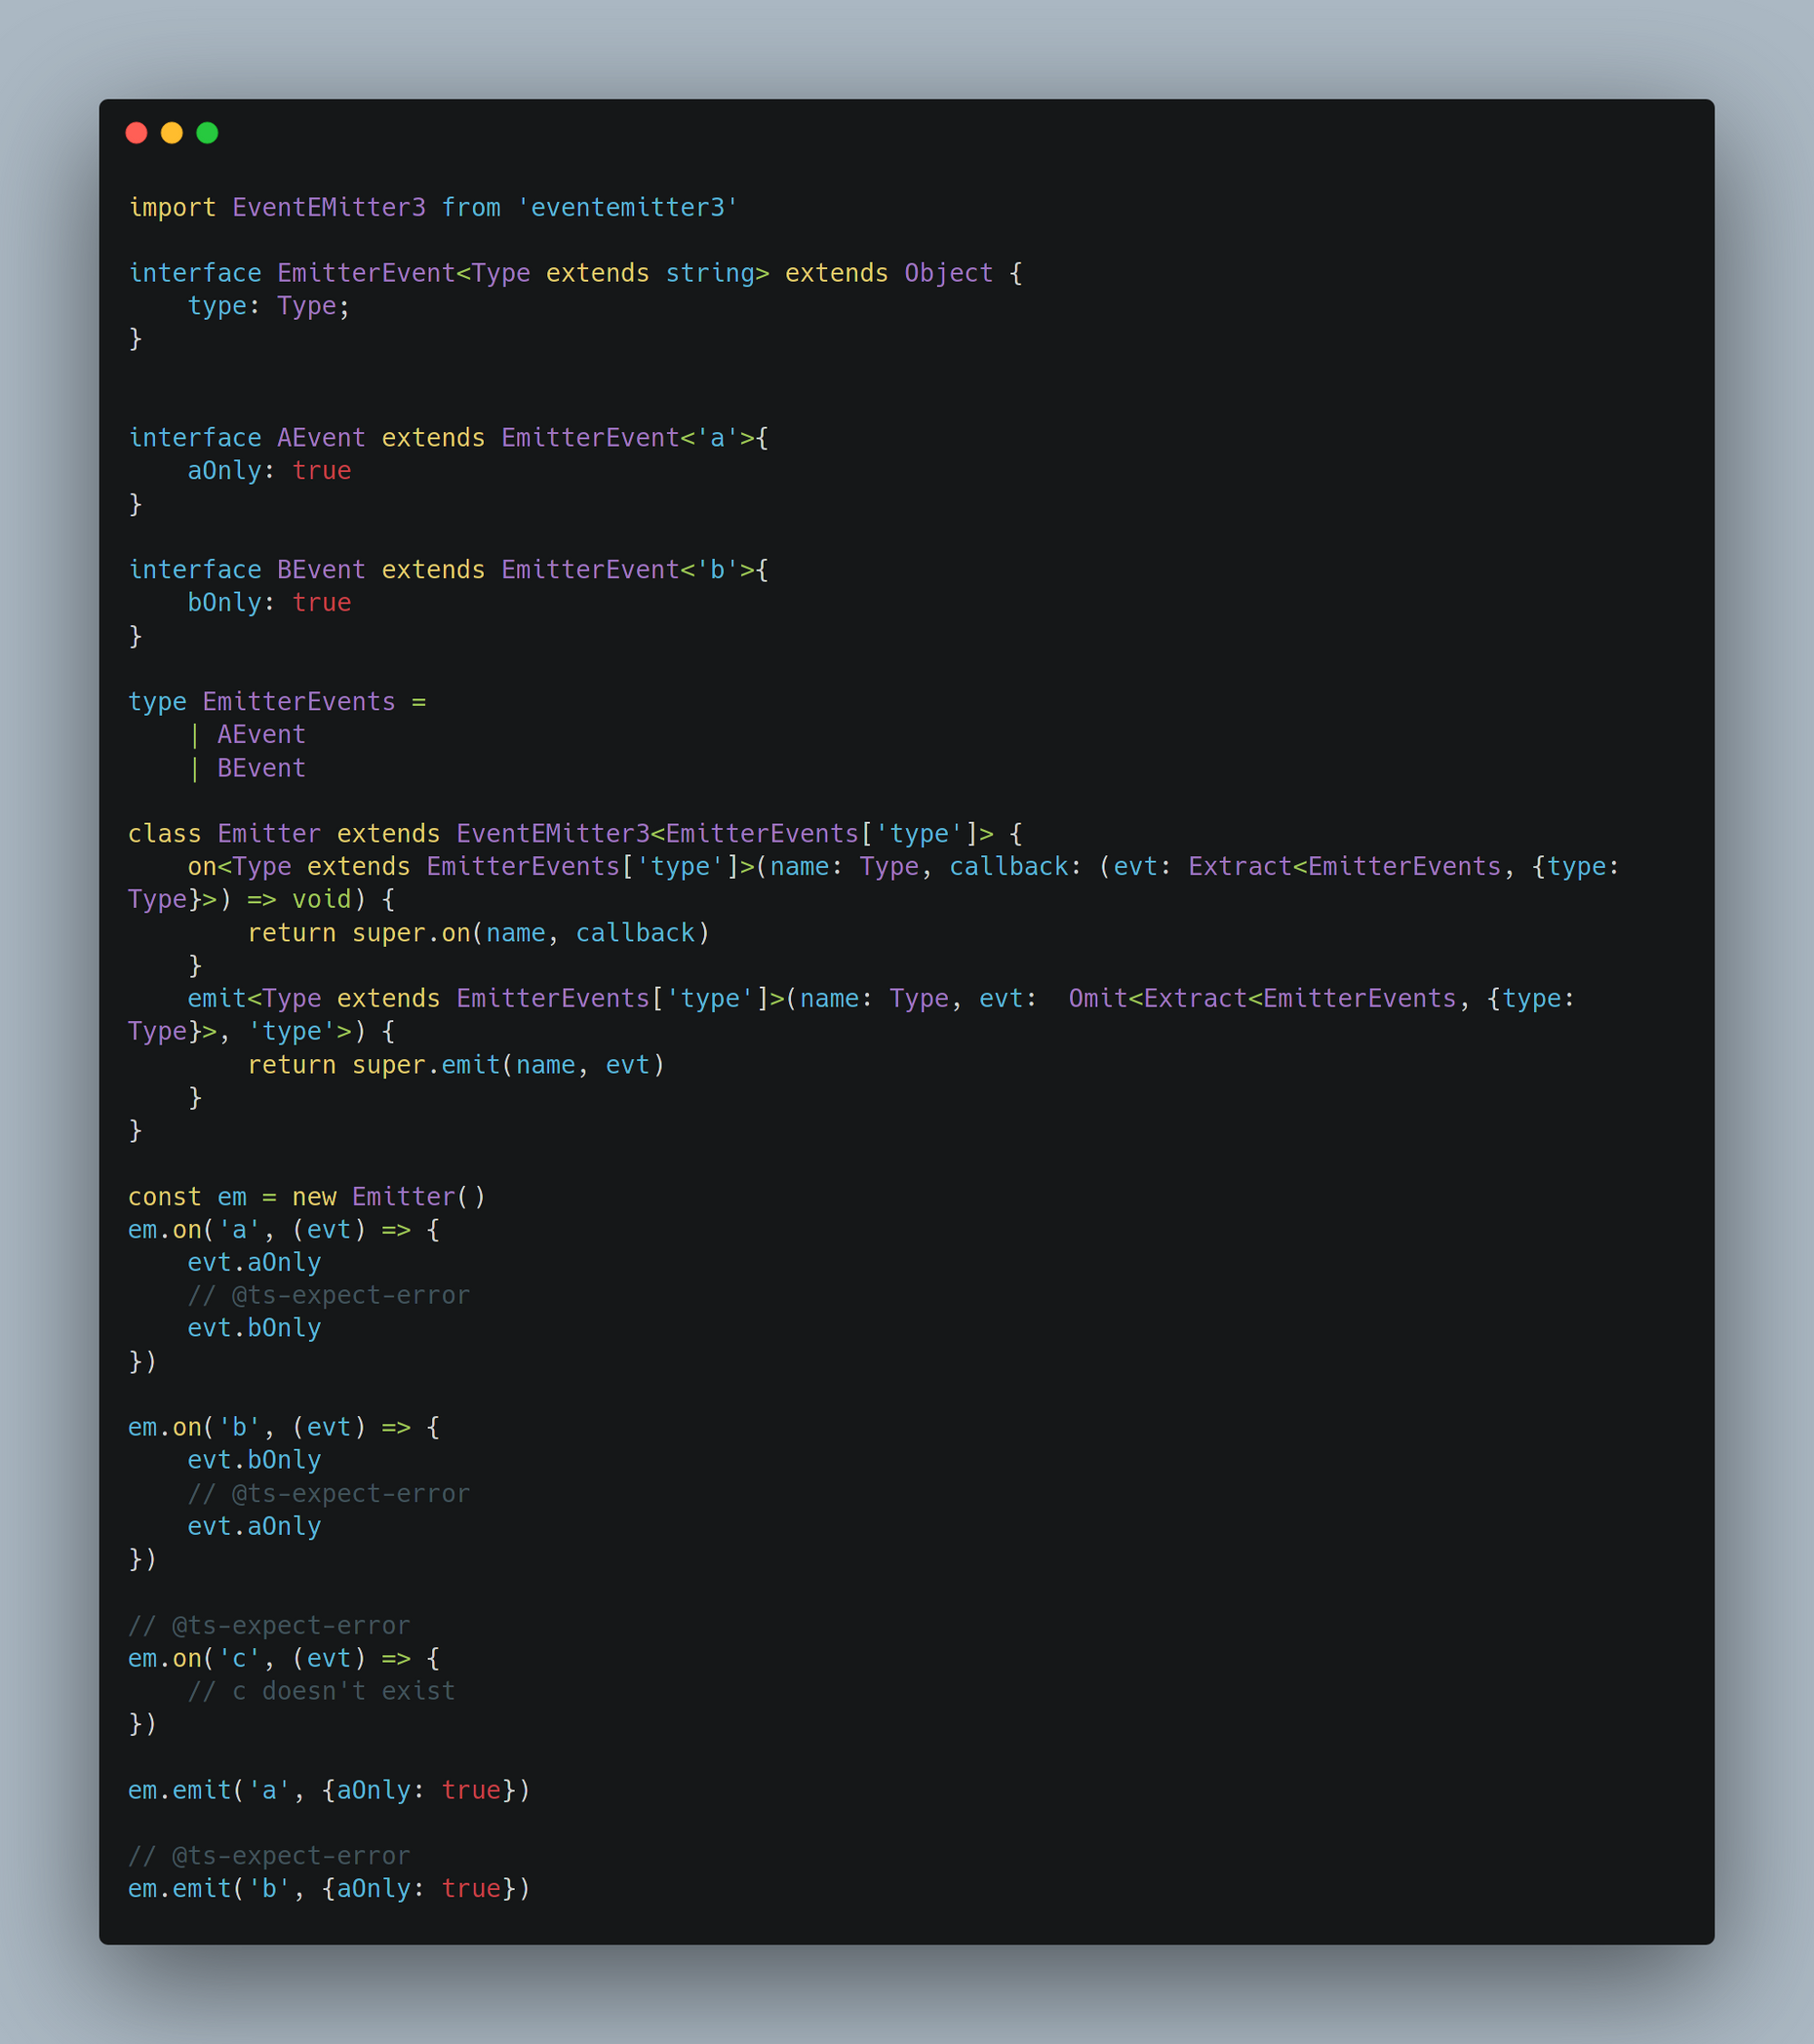 import EventEMitter3 from 'eventemitter3'

interface EmitterEvent<Type extends string> extends Object {
    type: Type;
}


interface AEvent extends EmitterEvent<'a'>{
    aOnly: true
}

interface BEvent extends EmitterEvent<'b'>{
    bOnly: true
}

type EmitterEvents =
    | AEvent
    | BEvent

class Emitter extends EventEMitter3<EmitterEvents['type']> {
    on<Type extends EmitterEvents['type']>(name: Type, callback: (evt: Extract<EmitterEvents, {type:
Type}>) => void) {
        return super.on(name, callback)
    }
    emit<Type extends EmitterEvents['type']>(name: Type, evt:  Omit<Extract<EmitterEvents, {type:
Type}>, 'type'>) {
        return super.emit(name, evt)
    }
}

const em = new Emitter()
em.on('a', (evt) => {
    evt.aOnly
    // @ts-expect-error
    evt.bOnly
})

em.on('b', (evt) => {
    evt.bOnly
    // @ts-expect-error
    evt.aOnly
})

// @ts-expect-error
em.on('c', (evt) => {
    // c doesn't exist
})

em.emit('a', {aOnly: true})

// @ts-expect-error
em.emit('b', {aOnly: true})